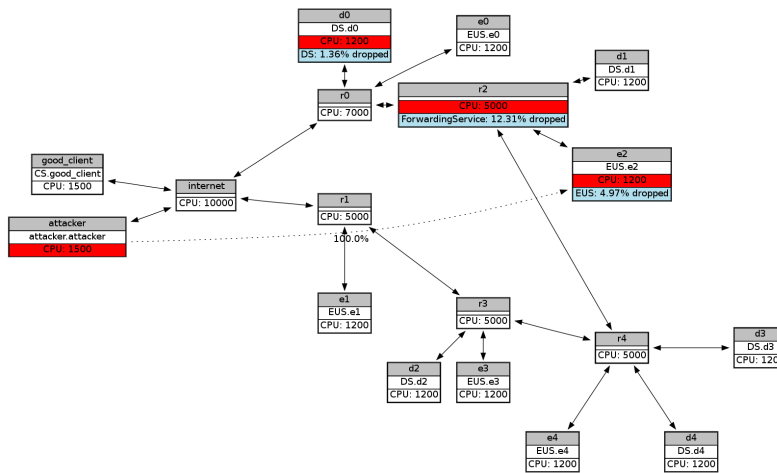 d0
DS.d0
CPU: 1200
DS: 1.36% dropped
e0
EUS.e0
CPU: 1200
d1
DS.d1
CPU: 1200
r0
CPU: 7000
r2
CPU: 5000
ForwardingService: 12.31% dropped
e2
EUS.e2
CPU: 1200
EUS: 4.97% dropped
good_client
CS.good_client
CPU: 1500
internet
CPU: 10000
r1
CPU: 5000
attacker
attacker.attacker
CPU: 1500
100.0%
e1
EUS.e1
CPU: 1200
r3
CPU: 5000
r4
CPU: 5000
d3
DS.d3
CPU: 120
d2
DS.d2
CPU: 1200
e3
EUS.e3
CPU: 1200
e4
EUS.e4
CPU: 1200
d4
DS.d4
CPU: 1200